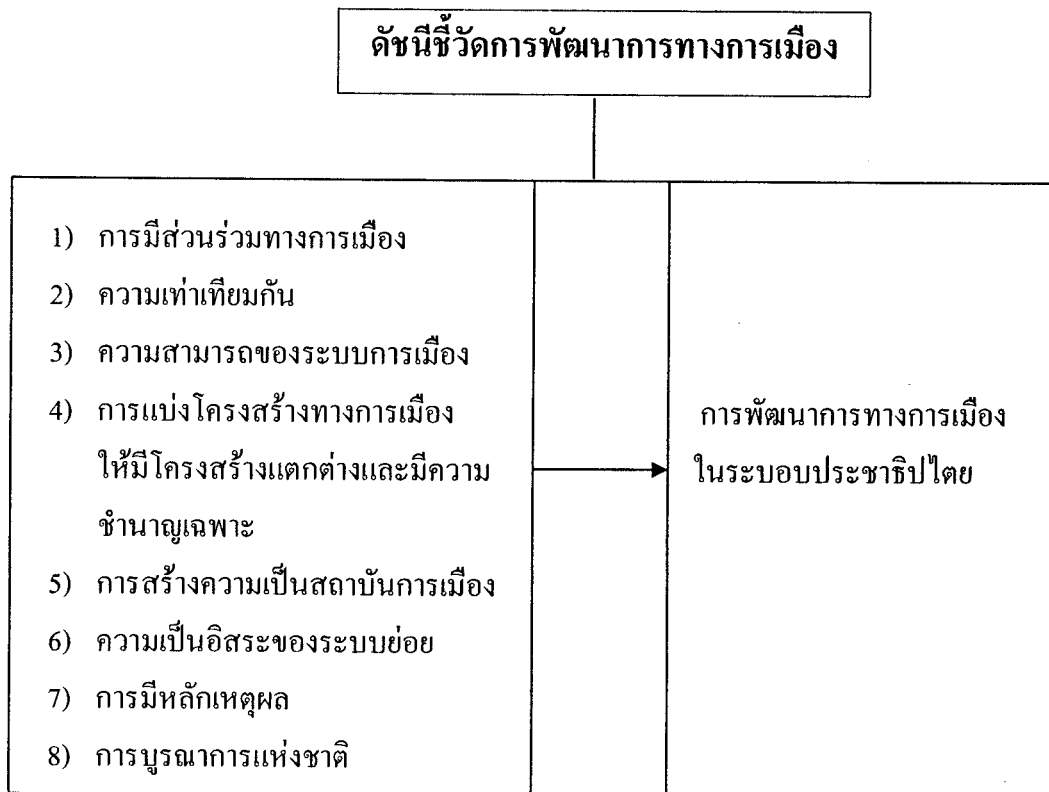 ดัชนีชี้วัดการพัฒนาการทางการเมือง
1) การมีส่วนร่วมทางการเมือง
2) ความเท่าเทียมกัน
3) ความสามารถของระบบการเมือง
4) การแบ่งโครงสร้างทางการเมือง
ให้มีโครงสร้างแตกต่างและมีความ
ชำนาญเฉพาะ
5) การสร้างความเป็นสถาบันการเมือง
6) ความเป็นอิสระของระบบย่อย
7) การมีหลักเหตุผล
8) การบูรณาการแห่งชาติ
การพัฒนาการทางการเมือง
ในระบอบประชาธิปไตย